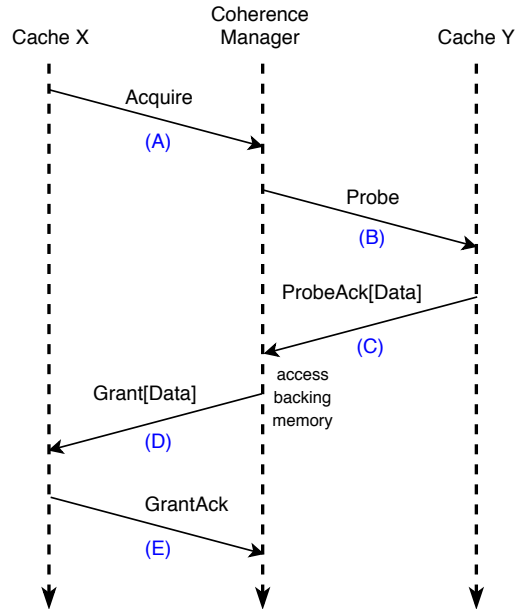 Cache X
Coherence
Manager
Cache Y
Acquire
(A)
Probe
(B)
ProbeAck[Data]
(C)
access
backing
memory
Grant[Data]
(D)
GrantAck
(E)